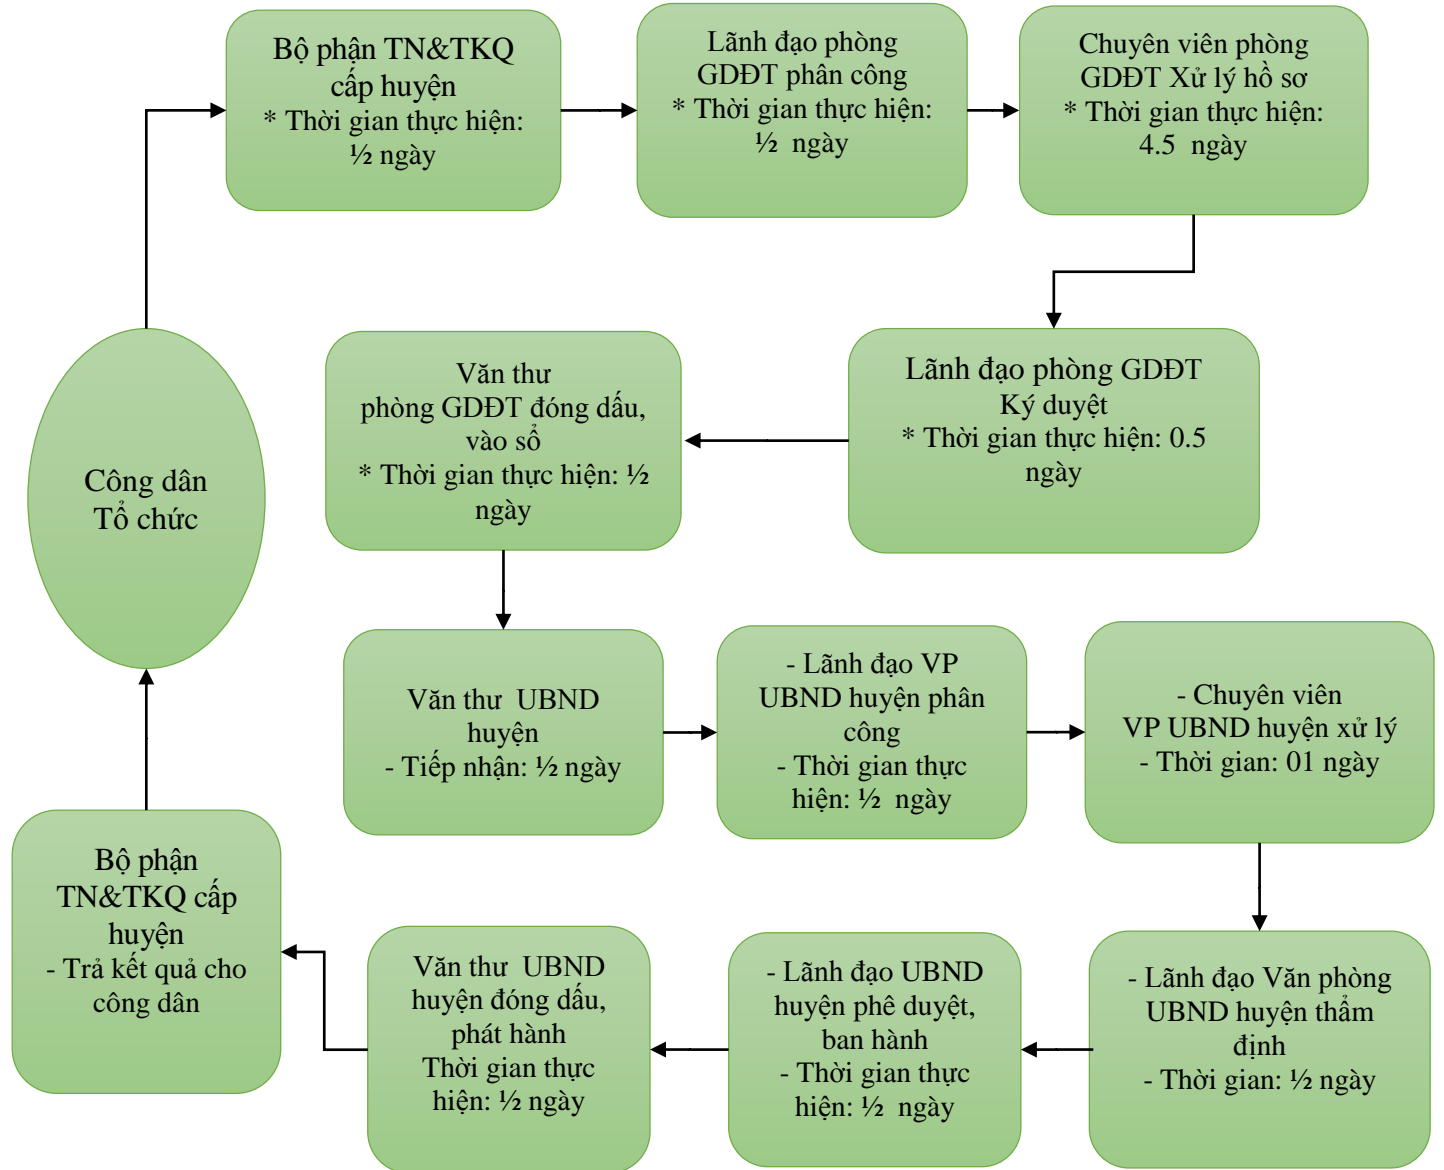 Bộ phận TN&TKQ
cấp huyện
* Thời gian thực hiện:
½ ngày
Lãnh đạo phòng
GDĐT phân công
* Thời gian thực hiện:
½ ngày
Chuyên viên phòng
GDĐT Xử lý hồ sơ
* Thời gian thực hiện:
4.5 ngày
Lãnh đạo phòng GDĐT
Ký duyệt
* Thời gian thực hiện: 0.5
ngày
Văn thư
phòng GDĐT đóng dấu,
vào sổ
* Thời gian thực hiện: ½
ngày
Công dân
Tổ chức
Văn thư UBND
huyện
- Tiếp nhận: ½ ngày
- Lãnh đạo VP
UBND huyện phân
công
- Thời gian thực
hiện: ½ ngày
- Chuyên viên
VP UBND huyện xử lý
- Thời gian: 01 ngày
- Lãnh đạo Văn phòng
UBND huyện thẩm
định
- Thời gian: ½ ngày
- Lãnh đạo UBND
huyện phê duyệt,
ban hành
- Thời gian thực
hiện: ½ ngày
Văn thư UBND
huyện đóng dấu,
phát hành
Thời gian thực
hiện: ½ ngày
Bộ phận
TN&TKQ cấp
huyện
- Trả kết quả cho
công dân